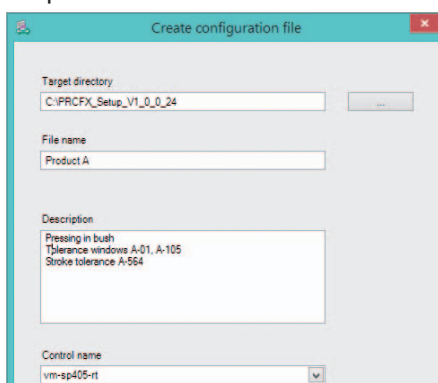 Create configuration file
Target directory
C:\PRCFX_Setup_V1_0_0_24
...
File name
Product A
Description
Pressing in bush
Tolerance windows A-01, A-105
Stroke tolerance A-564
Control name
vm-sp405-rt